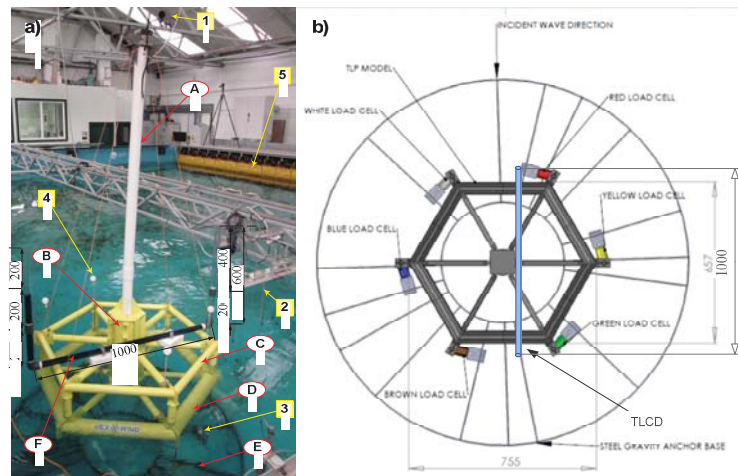 a)
1
A
5
4
200
200
B
400
600
20
2
1000
C
D
3
F
E
b)
INCIDENT WAVE DIRECTION
TLP MODEL
RED LOAD CELL
WHITE LOAD CELL
YELLOW LOAD CELL
BLUE LOAD CELL
657
1000
GREEN LOAD CELL
BROWN LOAD CELL
TLCD
STEEL GRAVITY ANCHOR BASE
755